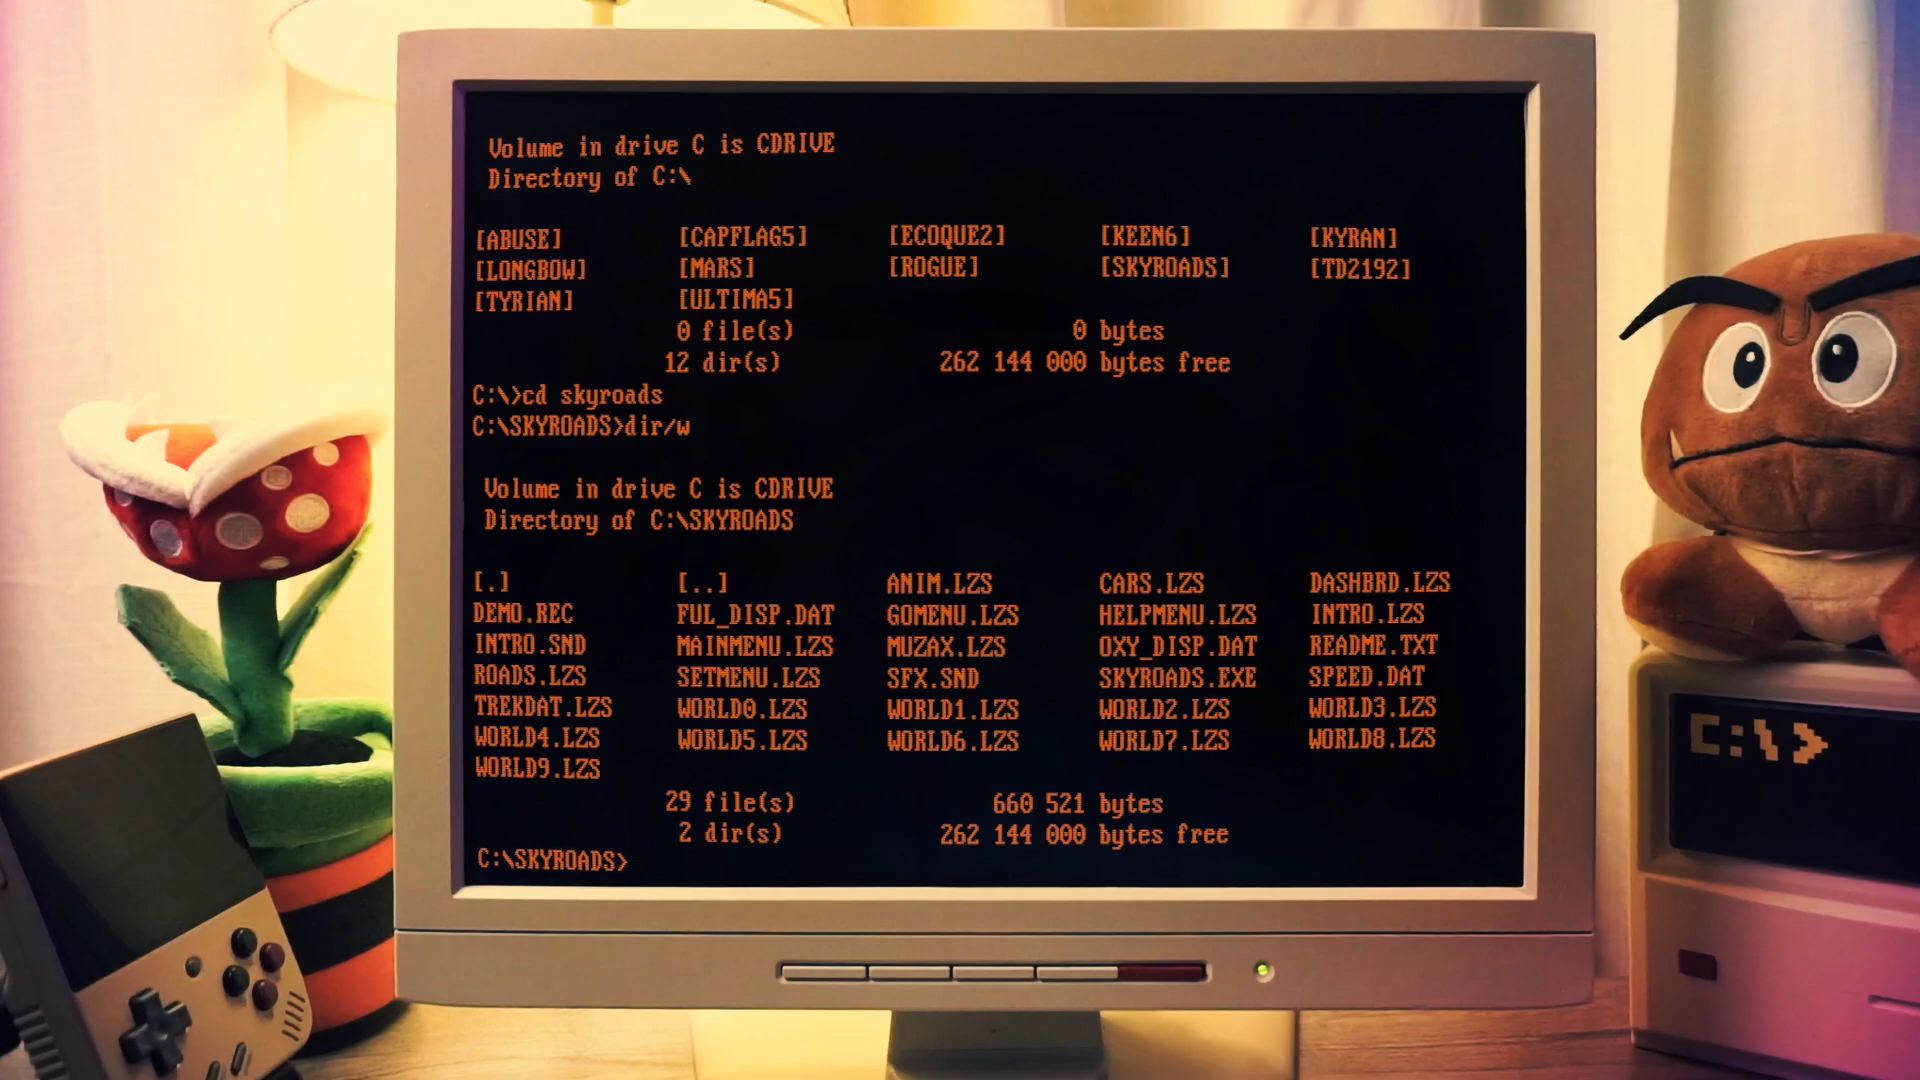 Volume in drive C is CDRIVE
Directory of C:\
[ABUSE] [CAPFLAG5] [ECOQUE2] [KEEN6] [KYRAN]
[LONGBOW] [MARS] [ROGUE] [SKYROADS] [TD2192]
[TYRIAN] [ULTIMA5]
0 file(s) 0 bytes
12 dir(s) 262 144 000 bytes free
C:\>cd skyroads
C:\SKYROADS>dir/w
Volume in drive C is CDRIVE
Directory of C:\SKYROADS
[.] [..] ANIM.LZS CARS.LZS DASHBRD.LZS
DEMO.REC FUL_DISP.DAT GOMENU.LZS HELPMENU.LZS INTRO.LZS
INTRO.SND MAINMENU.LZS MUZAX.LZS OXY_DISP.DAT README.TXT
ROADS.LZS SETMENU.LZS SFX.SND SKYROADS.EXE SPEED.DAT
TREKDAT.LZS WORLD0.LZS WORLD1.LZS WORLD2.LZS WORLD3.LZS
WORLD4.LZS WORLD5.LZS WORLD6.LZS WORLD7.LZS WORLD8.LZS
WORLD9.LZS
29 file(s) 660 521 bytes
2 dir(s) 262 144 000 bytes free
C:\SKYROADS>
C:\>